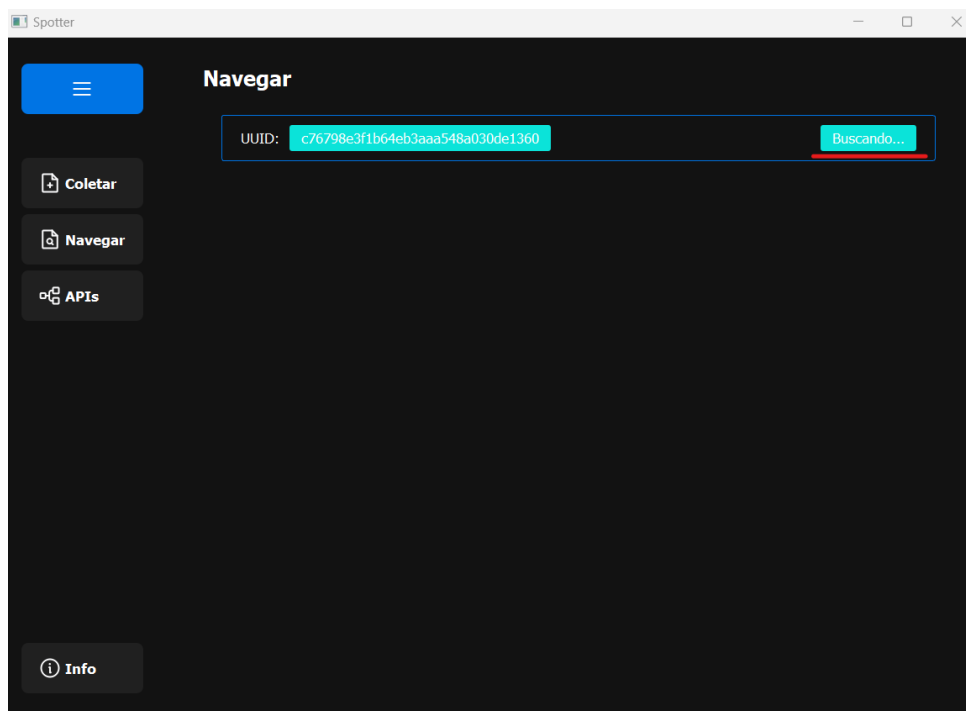 Spotter
Navegar
UUID: c76798e3f1b64eb3aaa548a030de1360 Buscando...
Coletar
Navegar
APIs
Info